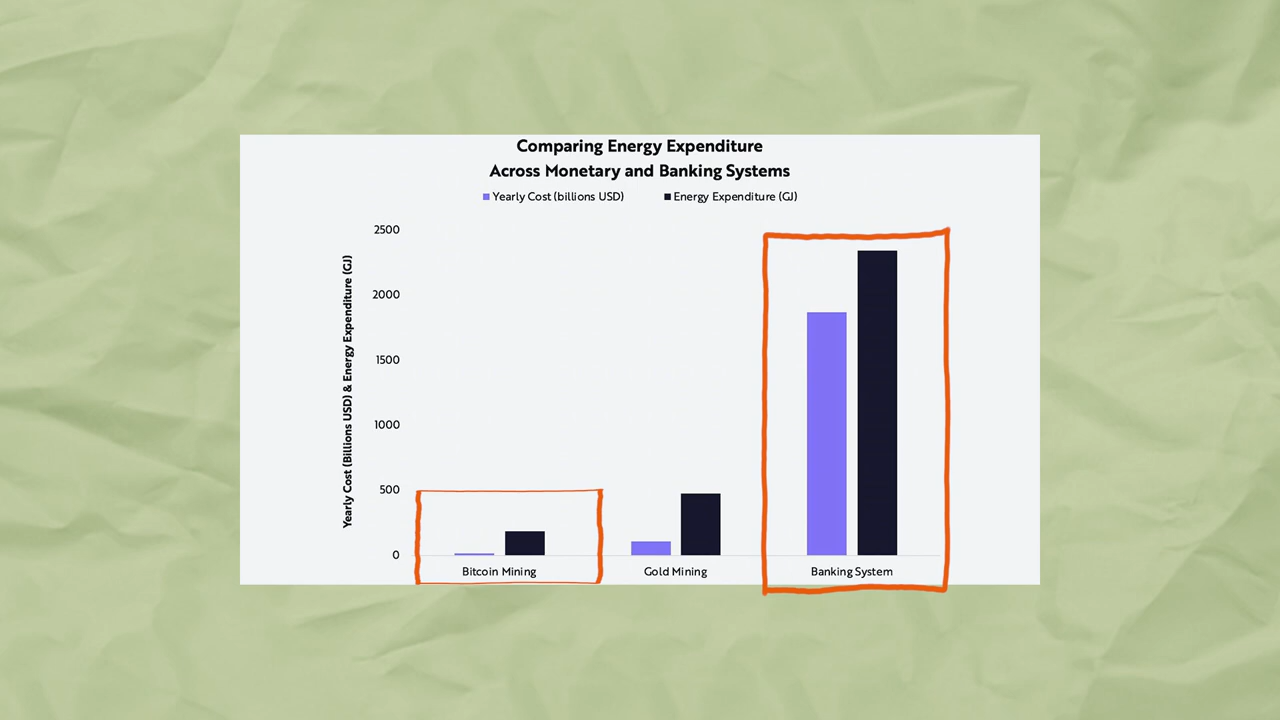 Comparing Energy Expenditure
Across Monetary and Banking Systems
Yearly Cost (billions USD) Energy Expenditure (GJ)
Yearly Cost (Billions USD) & Energy Expenditure (GJ)
2500
2000
1500
1000
500
0
Bitcoin Mining Gold Mining Banking System